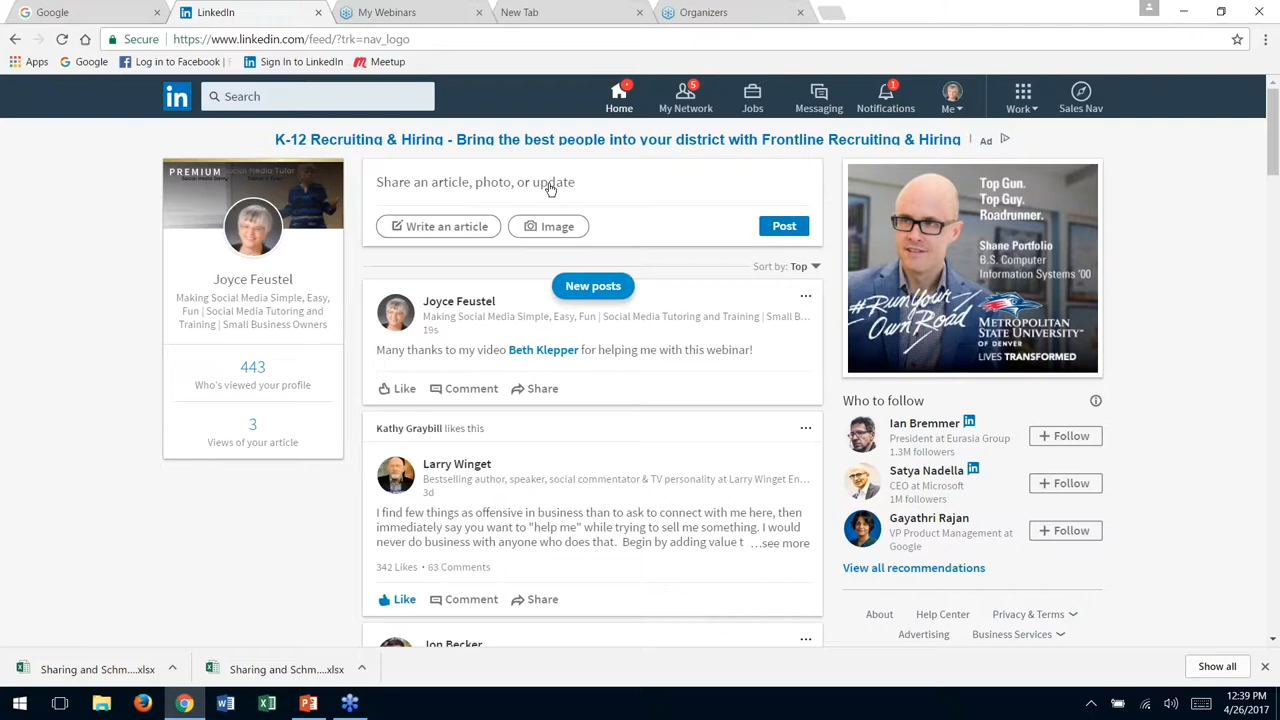 Google
LinkedIn
My Webinars
New Tab
Organizers
Secure https://www.linkedin.com/feed/?trk=nav_logo
Apps Google Log in to Facebook | Sign In to LinkedIn Meetup
in Search
Home
My Network 5
Jobs
Messaging
Notifications 1
Me
Work
Sales Nav
K-12 Recruiting & Hiring - Bring the best people into your district with Frontline Recruiting & Hiring | Ad
PREMIUM
Social Media Tutor
Joyce Feustel
Making Social Media Simple, Easy,
Fun | Social Media Tutoring and
Training | Small Business Owners
443
Who's viewed your profile
3
Views of your article
Share an article, photo, or update
Write an article Image Post
Sort by: Top
New posts
Joyce Feustel
Making Social Media Simple, Easy, Fun | Social Media Tutoring and Training | Small B...
19s
Many thanks to my video Beth Klepper for helping me with this webinar!
Like Comment Share
Kathy Graybill likes this
Larry Winget
Bestselling author, speaker, social commentator & TV personality at Larry Winget En...
3d
I find few things as offensive in business than to ask to connect with me here, then
immediately say you want to "help me" while trying to sell me something. I would
never do business with anyone who does that. Begin by adding value t ...see more
342 Likes • 63 Comments
Like Comment Share
Jon Becker
Top Gun.
Top Guy.
Roadrunner.
Shane Portfolio
B.S. Computer
Information Systems '00
#RunYour
OwnRoad
METROPOLITAN
STATE UNIVERSITY™
OF DENVER
LIVES TRANSFORMED
Who to follow
Ian Bremmer in
President at Eurasia Group
1.3M followers
+ Follow
Satya Nadella in
CEO at Microsoft
1M followers
+ Follow
Gayathri Rajan
VP Product Management at
Google
+ Follow
View all recommendations
About Help Center Privacy & Terms
Advertising Business Services
Sharing and Schm....xlsx
Sharing and Schm....xlsx
Show all
12:39 PM
4/26/2017